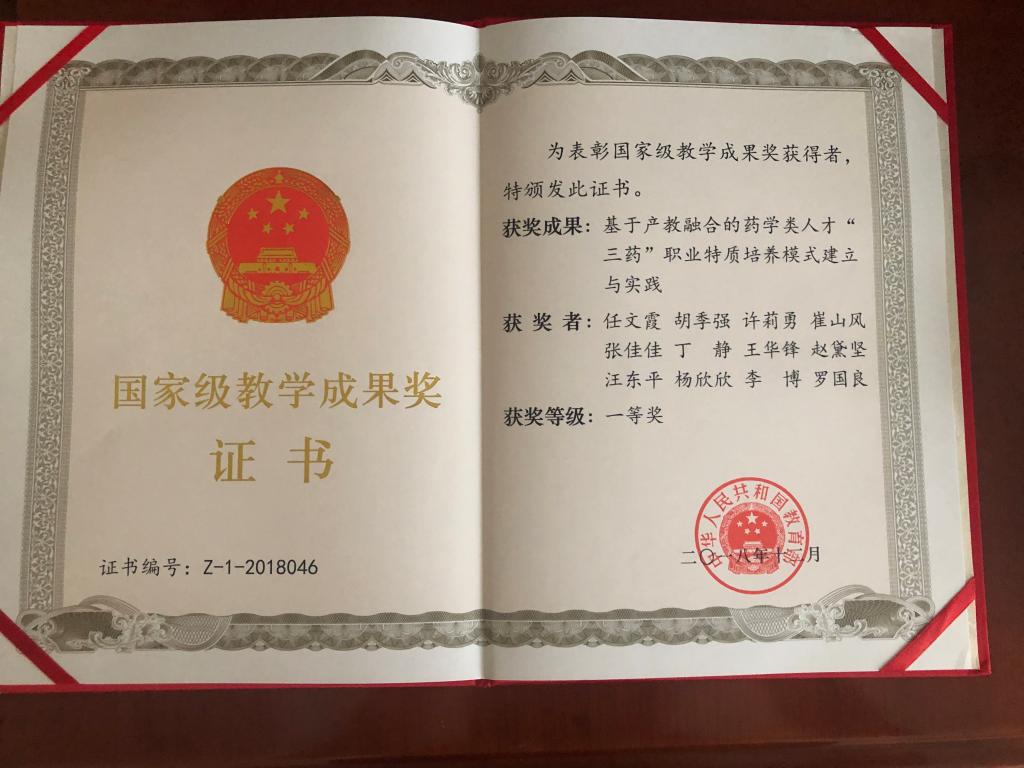 国家级教学成果奖
证书
证书编号：Z-1-2018046
为表彰国家级教学成果奖获得者，
特颁发此证书。
获奖成果：基于产教融合的药学类人才“
三药”职业特质培养模式建立
与实践
获奖者：任文霞 胡季强 许莉勇 崔山风
张佳佳 丁静 王华锋 赵黛坚
汪东平 杨欣欣 李博 罗国良
获奖等级：一等奖
中华人民共和国教育部
二〇一八年十二月